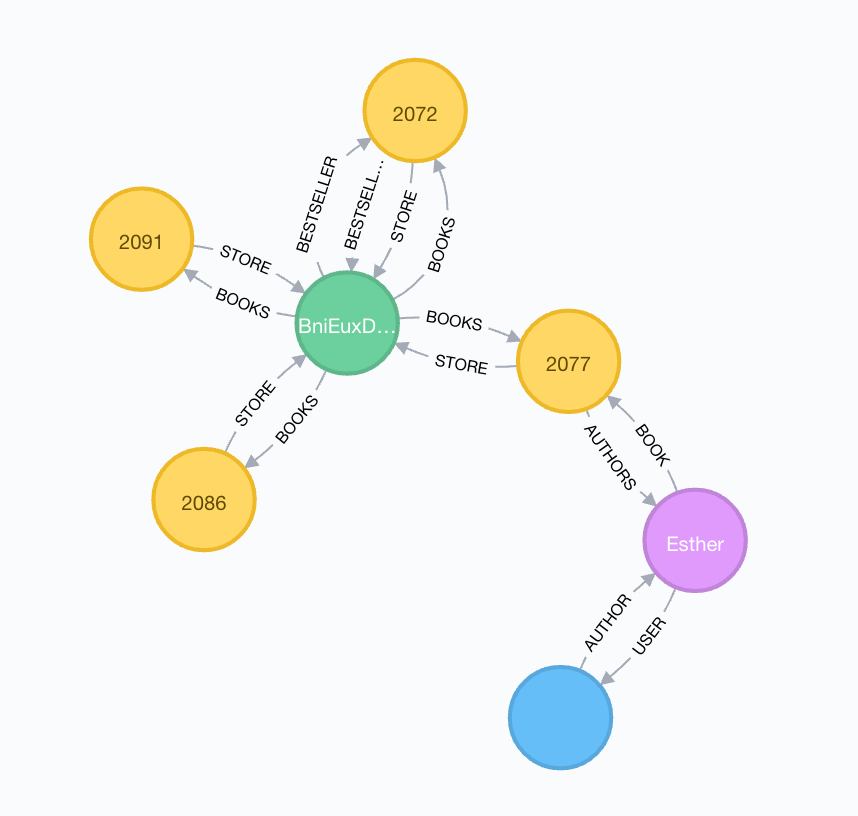 2072
BESTSELLER
BESTSELL...
STORE
BOOKS
2091
STORE
BOOKS
BniEuxD...
BOOKS
STORE
2077
STORE
BOOKS
2086
AUTHORS
BOOK
Esther
AUTHOR
USER